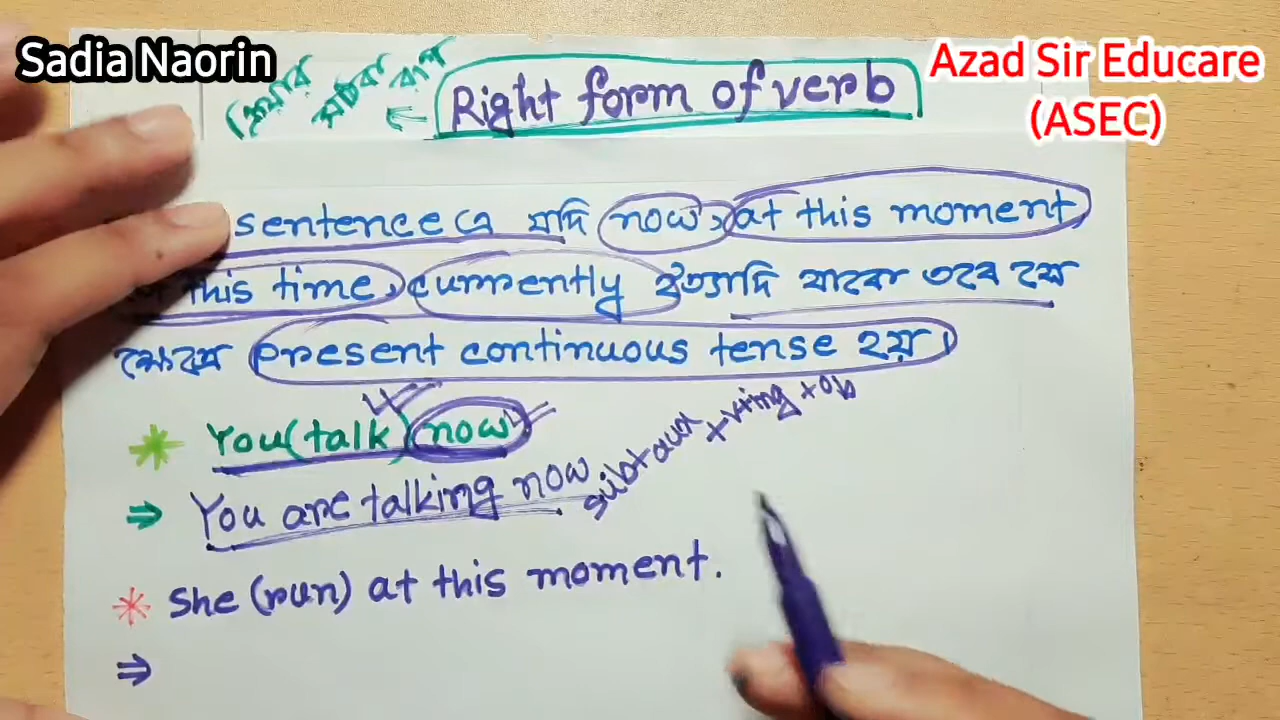 Sadia Naorin
Azad Sir Educare
(ASEC)
Right form of verb
sentence এ যদি now, at this moment
this time, currently ইত্যাদি থাকে তবে সে
ক্ষেত্রে present continuous tense হয়।
You (talk) now
You are talking now
sub+aux+v+ing+ob
She (run) at this moment.